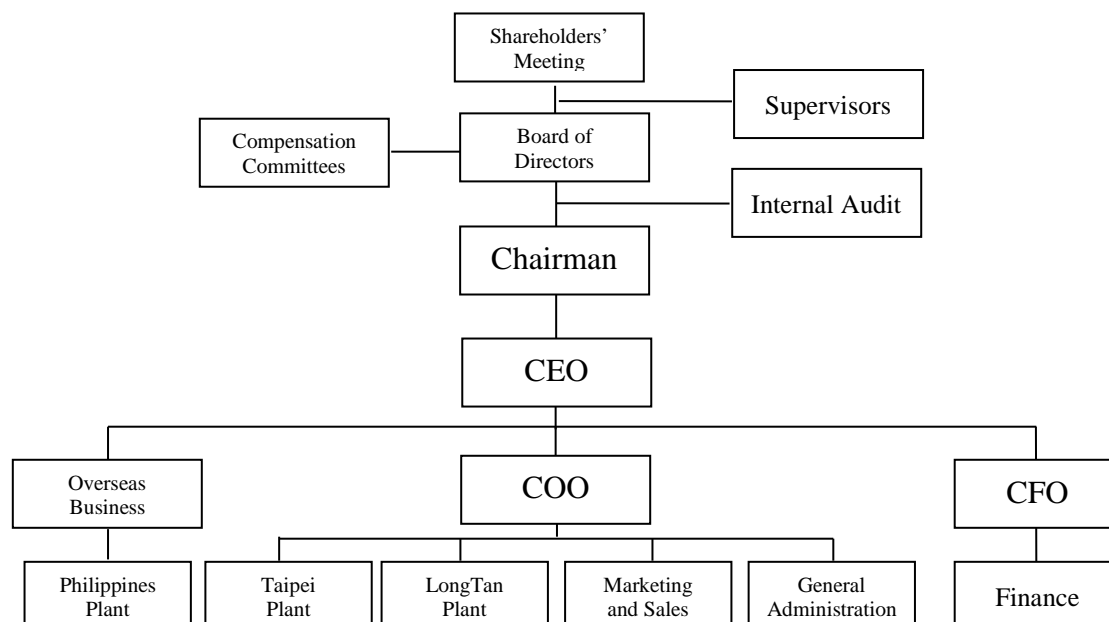 Shareholders’
Meeting
Supervisors
Compensation
Committees
Board of
Directors
Internal Audit
Chairman
CEO
Overseas
Business
COO
CFO
Philippines
Plant
Taipei
Plant
LongTan
Plant
Marketing
and Sales
General
Administration
Finance